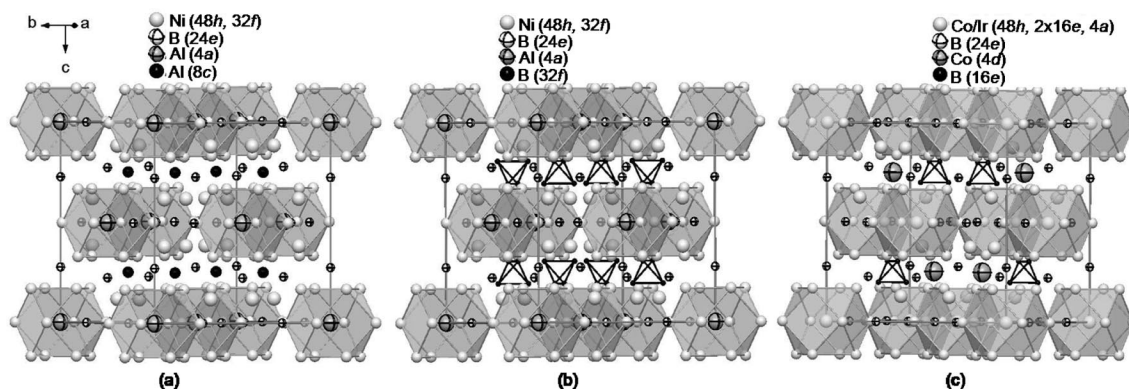 b a
c
Ni (48h, 32f)
B (24e)
Al (4a)
Al (8c)
Ni (48h, 32f)
B (24e)
Al (4a)
B (32f)
Co/Ir (48h, 2x16e, 4a)
B (24e)
Co (4d)
B (16e)
(a)
(b)
(c)